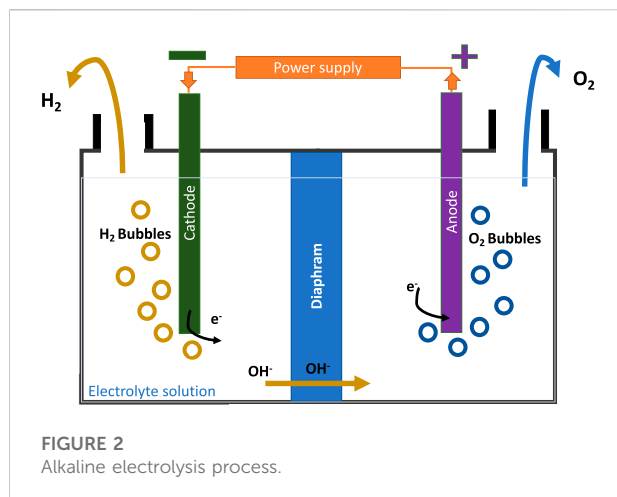 Power supply
H₂
O₂
Cathode
Anode
H₂ Bubbles
O₂ Bubbles
Diaphram
e⁻
e⁻
OH⁻
OH⁻
Electrolyte solution
FIGURE 2
Alkaline electrolysis process.